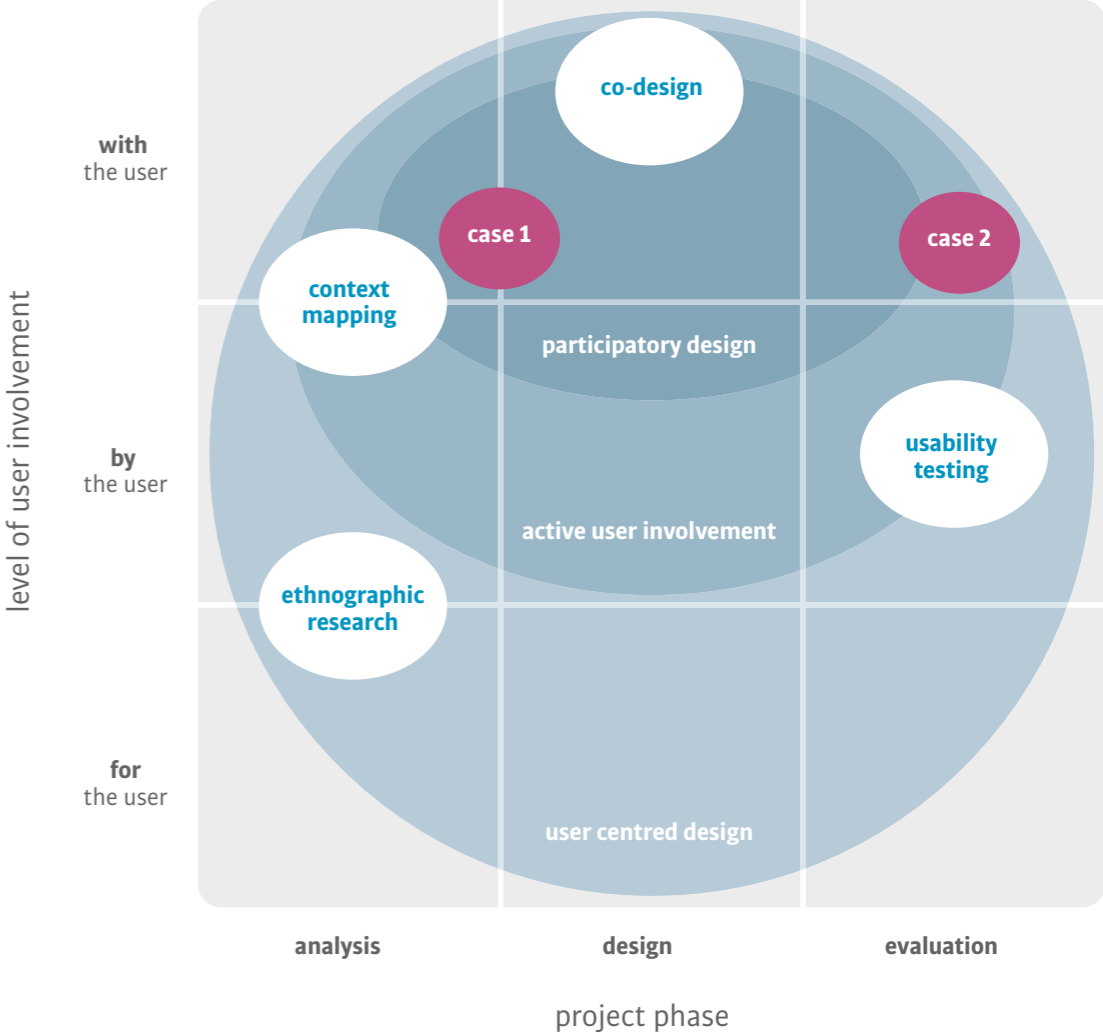 co-design
with
the user
case 1
case 2
context
mapping
participatory design
level of user involvement
by
the user
usability
testing
active user involvement
ethnographic
research
for
the user
user centred design
analysis
design
evaluation
project phase